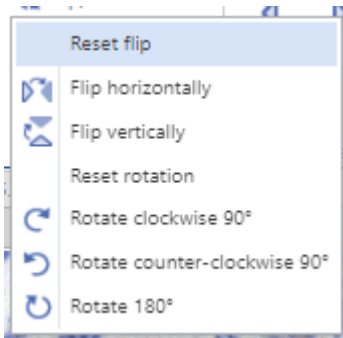 Reset flip
Flip horizontally
Flip vertically
Reset rotation
Rotate clockwise 90°
Rotate counter-clockwise 90°
Rotate 180°